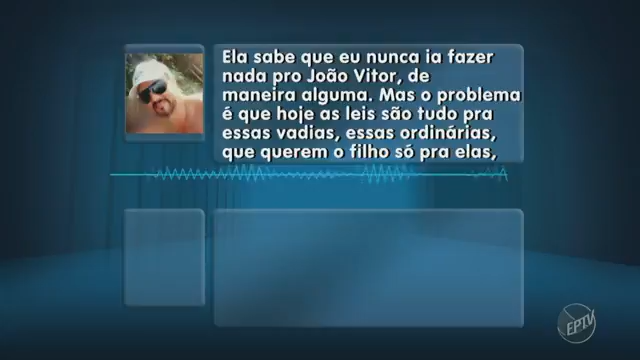 Ela sabe que eu nunca ia fazer
nada pro João Vitor, de
maneira alguma. Mas o problema
é que hoje as leis são tudo pra
essas vadias, essas ordinárias,
que querem o filho só pra elas,
EPTV